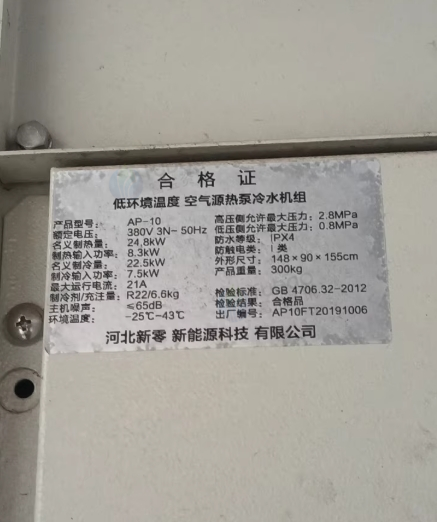 合格证
低环境温度 空气源热泵冷水机组
产品型号: AP-10
额定电压: 380V 3N- 50Hz
名义制热量: 24.8kW
制热输入功率: 8.3kW
名义制冷量: 22.5kW
制冷输入功率: 7.5kW
最大运行电流: 21A
制冷剂/充注量: R22/6.6kg
主机噪声: ≤65dB
环境温度: -25℃-43℃
高压侧允许最大压力: 2.8MPa
低压侧允许最大压力: 0.8MPa
防水等级: IPX4
防触电类: I 类
外形尺寸: 148×90×155cm
产品重量: 300kg
检验标准: GB 4706.32-2012
检验结果: 合格品
出厂编号: AP10FT20191006
河北新零 新能源科技 有限公司